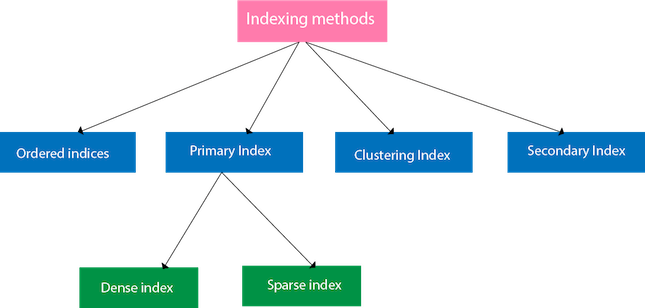 Indexing methods
Ordered indices
Primary Index
Clustering Index
Secondary Index
Dense index
Sparse index